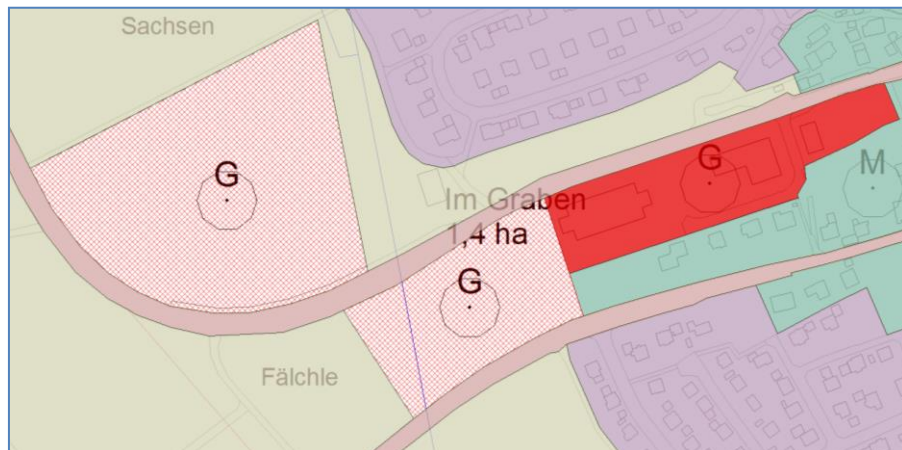 Sachsen
G
G
M
Im Graben
1,4 ha
G
Fälchle